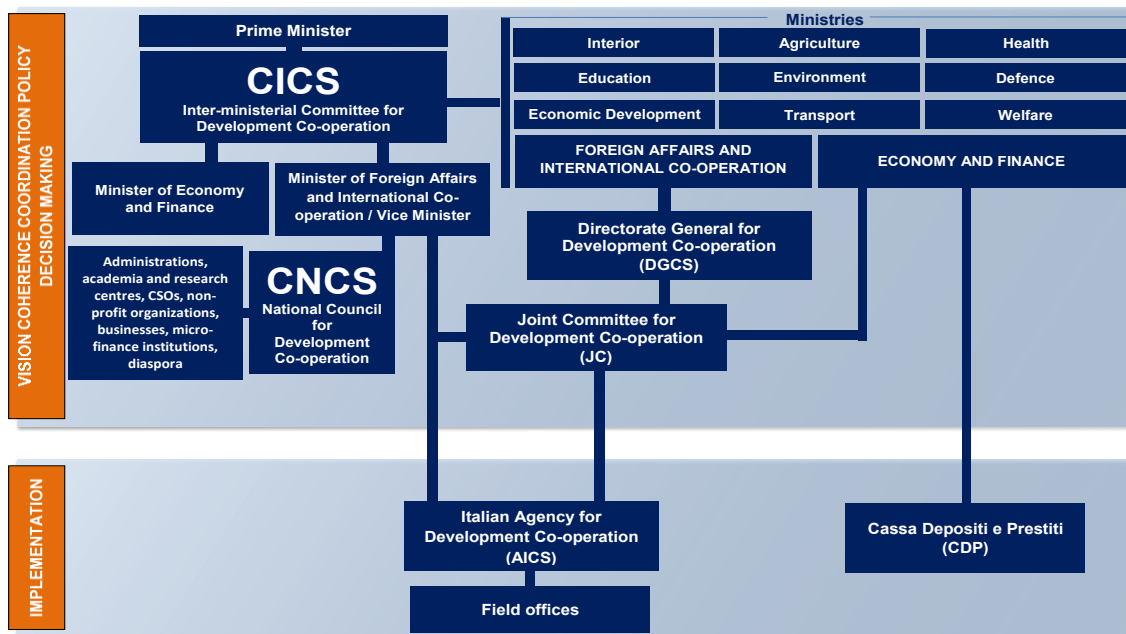 VISION COHERENCE COORDINATION POLICY
DECISION MAKING
Prime Minister
CICS
Inter-ministerial Committee for
Development Co-operation
Ministries
Interior
Agriculture
Health
Education
Environment
Defence
Economic Development
Transport
Welfare
FOREIGN AFFAIRS AND
INTERNATIONAL CO-OPERATION
ECONOMY AND FINANCE
Minister of Economy
and Finance
Minister of Foreign Affairs
and International Co-
operation / Vice Minister
Directorate General for
Development Co-operation
(DGCS)
Administrations,
academia and research
centres, CSOs, non-
profit organizations,
businesses, micro-
finance institutions,
diaspora
CNCS
National Council
for
Development
Co-operation
Joint Committee for
Development Co-operation
(JC)
IMPLEMENTATION
Italian Agency for
Development Co-operation
(AICS)
Cassa Depositi e Prestiti
(CDP)
Field offices